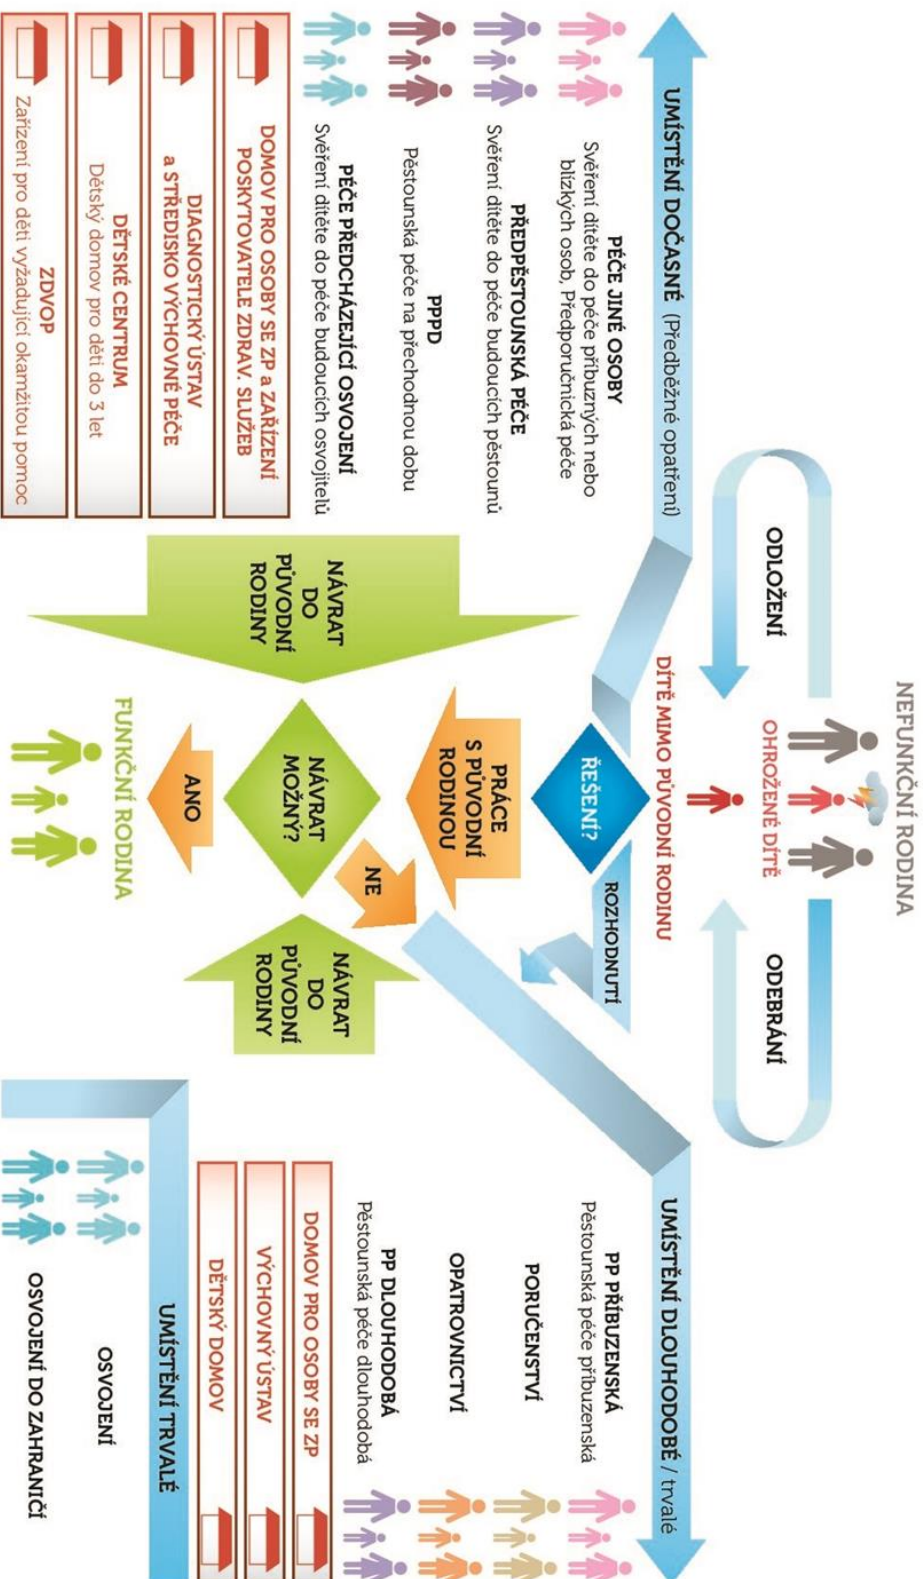 NEFUNKČNÍ RODINA
OHROŽENÉ DÍTĚ
ODLOŽENÍ
ODEBRÁNÍ
DÍTĚ MIMO PŮVODNÍ RODINU
ŘEŠENÍ?
ROZHODNUTÍ
UMÍSTĚNÍ DOČASNÉ (Předběžné opatření)
PÉČE JINÉ OSOBY
Svěření dítěte do péče příbuzných nebo
blízkých osob, Předporučnická péče
PŘEDPĚSTOUNSKÁ PÉČE
Svěření dítěte do péče budoucích pěstounů
PPPD
Pěstounská péče na přechodnou dobu
PÉČE PŘEDCHÁZEJÍCÍ OSVOJENÍ
Svěření dítěte do péče budoucích osvojitelů
DOMOV PRO OSOBY SE ZP a ZAŘÍZENÍ
POSKYTOVATELE ZDRAV. SLUŽEB
DIAGNOSTICKÝ ÚSTAV
a STŘEDISKO VÝCHOVNÉ PÉČE
DĚTSKÉ CENTRUM
Dětský domov pro děti do 3 let
ZDVOP
Zařízení pro děti vyžadující okamžitou pomoc
PRÁCE
S PŮVODNÍ
RODINOU
NÁVRAT
DO
PŮVODNÍ
RODINY
NÁVRAT
MOŽNÝ?
NE
ANO
NÁVRAT
DO
PŮVODNÍ
RODINY
FUNKČNÍ RODINA
UMÍSTĚNÍ DLOUHODOBÉ / trvalé
PP PŘÍBUZENSKÁ
Pěstounská péče příbuzenská
PORUČENSTVÍ
OPATROVNICTVÍ
PP DLOUHODOBÁ
Pěstounská péče dlouhodobá
DOMOV PRO OSOBY SE ZP
VÝCHOVNÝ ÚSTAV
DĚTSKÝ DOMOV
UMÍSTĚNÍ TRVALÉ
OSVOJENÍ
OSVOJENÍ DO ZAHRANIČÍ